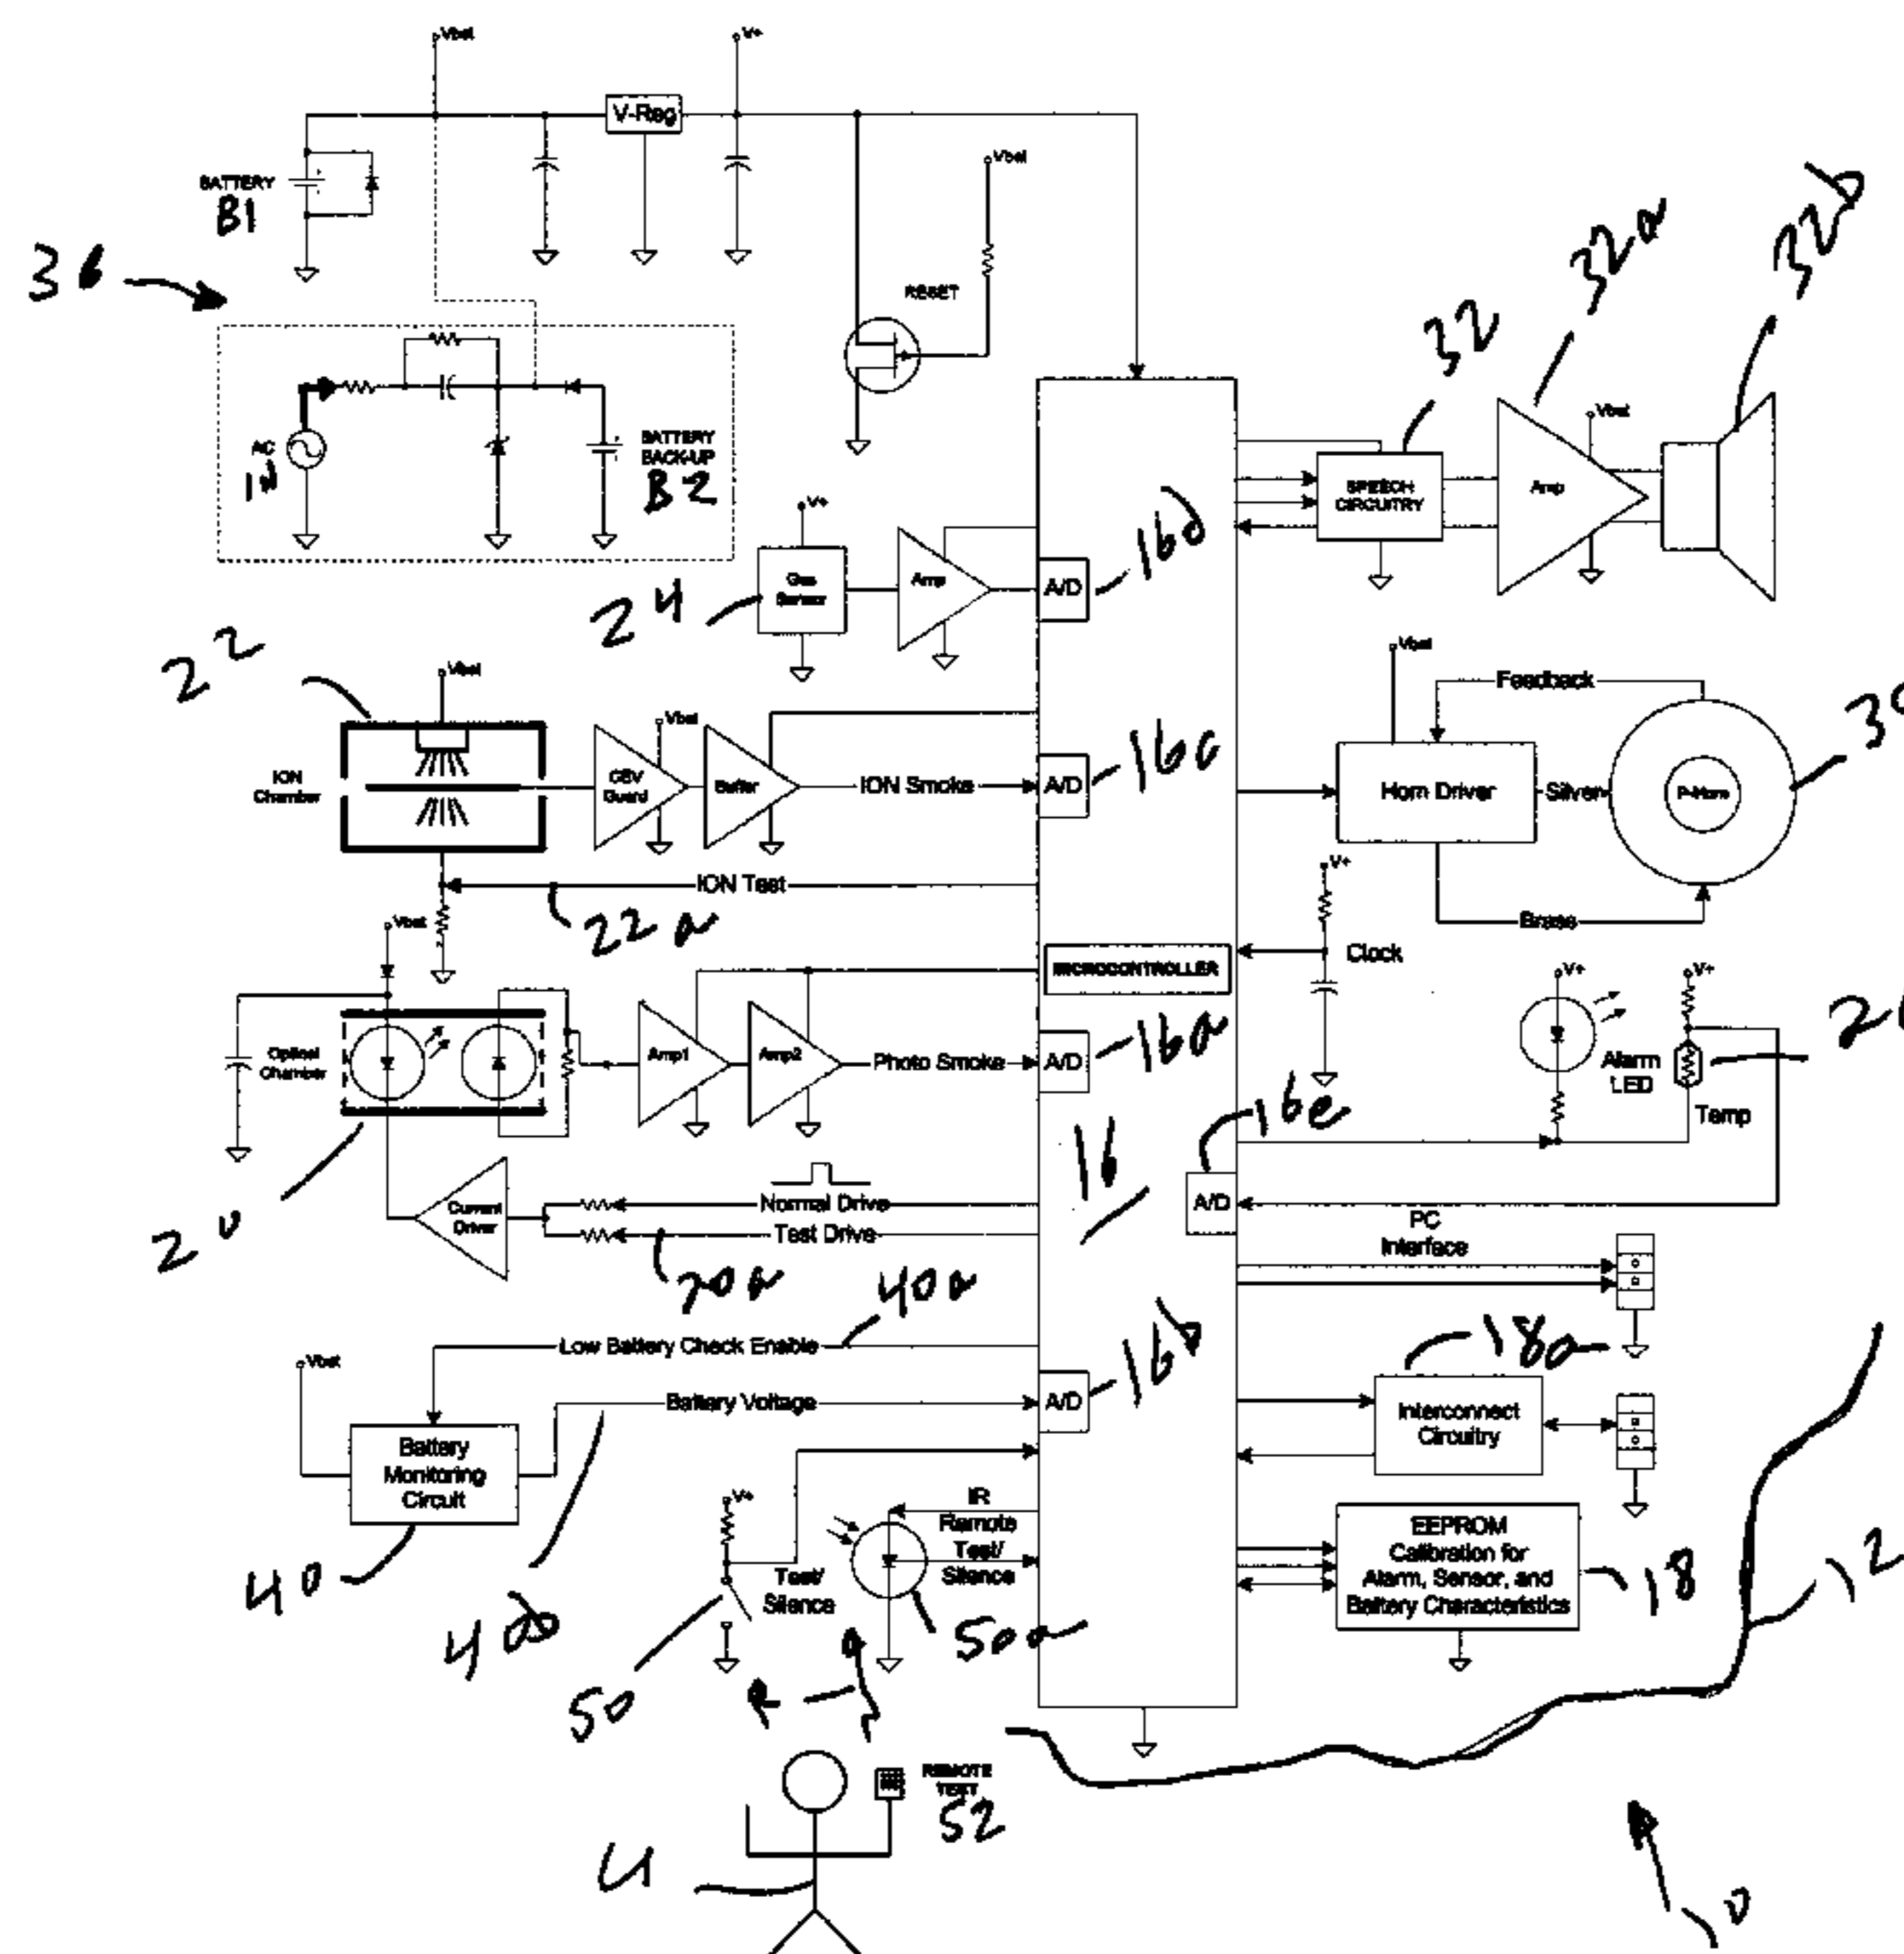 Vbat
V+
V-Reg
BATTERY
B1
Vbat
36
RESET
32a
32b
32
AC
IN
BATTERY
BACK-UP
B2
Vbat
Amp
SPEECH
CIRCUITRY
V+
16d
Gas
Sensor
Amp
A/D
24
22
Vbat
Vbat
Feedback
ION
Chamber
Vbat
CEV
Guard
Buffer
ION Smoke
A/D
16c
Horn Driver
Silver
P-Horn
ION Test
22a
V+
Brass
Clock
Vbat
MICROCONTROLLER
V+
V+
Optical
Chamber
Amp1
Amp2
Photo Smoke
A/D
16a
Alarm
LED
Temp
16e
16
20
Current
Driver
Normal Drive
Test Drive
20a
A/D
PC
Interface
40a
Low Battery Check Enable
16b
18a
Vbat
Battery Voltage
A/D
Interconnect
Circuitry
Battery
Monitoring
Circuit
40
40b
V+
Test/
Silence
50
IR
Remote
Test/
Silence
50a
EEPROM
Calibration for
Alarm, Sensor, and
Battery Characteristics
18
12
R
REMOTE
TEST
52
U
10